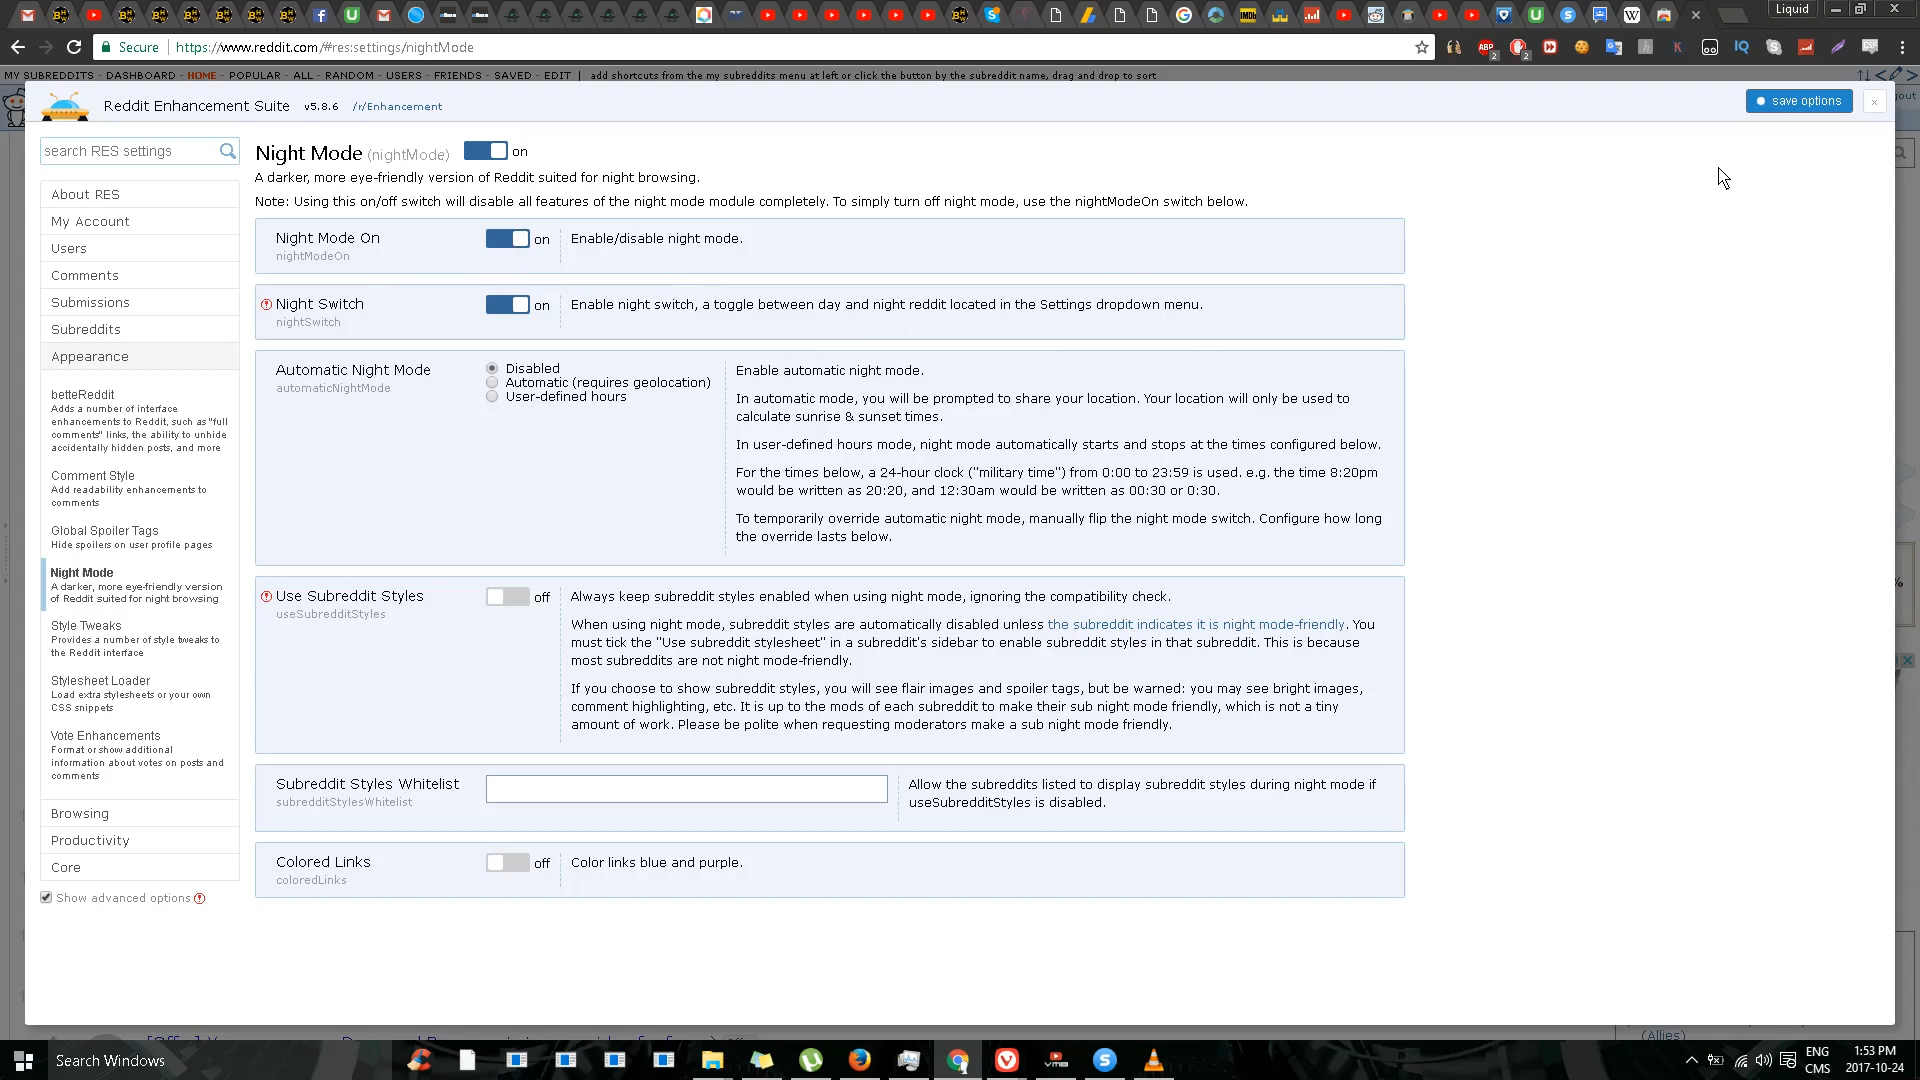 Liquid
Secure
https://www.reddit.com/#res:settings/nightMode
MY SUBREDDITS - DASHBOARD - HOME - POPULAR - ALL - RANDOM - USERS - FRIENDS - SAVED - EDIT | add shortcuts from the my subreddits menu at left or click the button by the subreddit name, drag and drop to sort
Reddit Enhancement Suite v5.8.6 /r/Enhancement
save options
search RES settings
About RES
My Account
Users
Comments
Submissions
Subreddits
Appearance
betteReddit
Adds a number of interface
enhancements to Reddit, such as "full
comments" links, the ability to unhide
accidentally hidden posts, and more
Comment Style
Add readability enhancements to
comments
Global Spoiler Tags
Hide spoilers on user profile pages
Night Mode
A darker, more eye-friendly version
of Reddit suited for night browsing
Style Tweaks
Provides a number of style tweaks to
the Reddit interface
Stylesheet Loader
Load extra stylesheets or your own
CSS snippets
Vote Enhancements
Format or show additional
information about votes on posts and
comments
Browsing
Productivity
Core
Show advanced options
Night Mode (nightMode) on
A darker, more eye-friendly version of Reddit suited for night browsing.
Note: Using this on/off switch will disable all features of the night mode module completely. To simply turn off night mode, use the nightModeOn switch below.
Night Mode On
nightModeOn
on
Enable/disable night mode.
Night Switch
nightSwitch
on
Enable night switch, a toggle between day and night reddit located in the Settings dropdown menu.
Automatic Night Mode
automaticNightMode
Disabled
Automatic (requires geolocation)
User-defined hours
Enable automatic night mode.
In automatic mode, you will be prompted to share your location. Your location will only be used to
calculate sunrise & sunset times.
In user-defined hours mode, night mode automatically starts and stops at the times configured below.
For the times below, a 24-hour clock ("military time") from 0:00 to 23:59 is used. e.g. the time 8:20pm
would be written as 20:20, and 12:30am would be written as 00:30 or 0:30.
To temporarily override automatic night mode, manually flip the night mode switch. Configure how long
the override lasts below.
Use Subreddit Styles
useSubredditStyles
off
Always keep subreddit styles enabled when using night mode, ignoring the compatibility check.
When using night mode, subreddit styles are automatically disabled unless the subreddit indicates it is night mode-friendly. You
must tick the "Use subreddit stylesheet" in a subreddit's sidebar to enable subreddit styles in that subreddit. This is because
most subreddits are not night mode-friendly.
If you choose to show subreddit styles, you will see flair images and spoiler tags, but be warned: you may see bright images,
comment highlighting, etc. It is up to the mods of each subreddit to make their sub night mode friendly, which is not a tiny
amount of work. Please be polite when requesting moderators make a sub night mode friendly.
Subreddit Styles Whitelist
subredditStylesWhitelist
Allow the subreddits listed to display subreddit styles during night mode if
useSubredditStyles is disabled.
Colored Links
coloredLinks
off
Color links blue and purple.
(Allies)
Search Windows
ENG
CMS
1:53 PM
2017-10-24